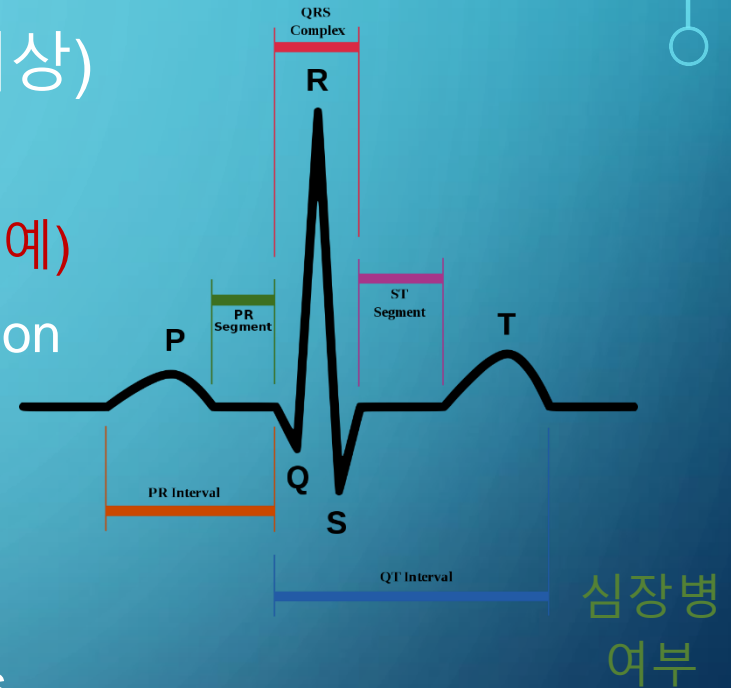 QRS
Complex
상)
R
예)
ST
Segment
PR
Segment
on
P
T
Q
PR Interval
S
QT Interval
심장병
여부